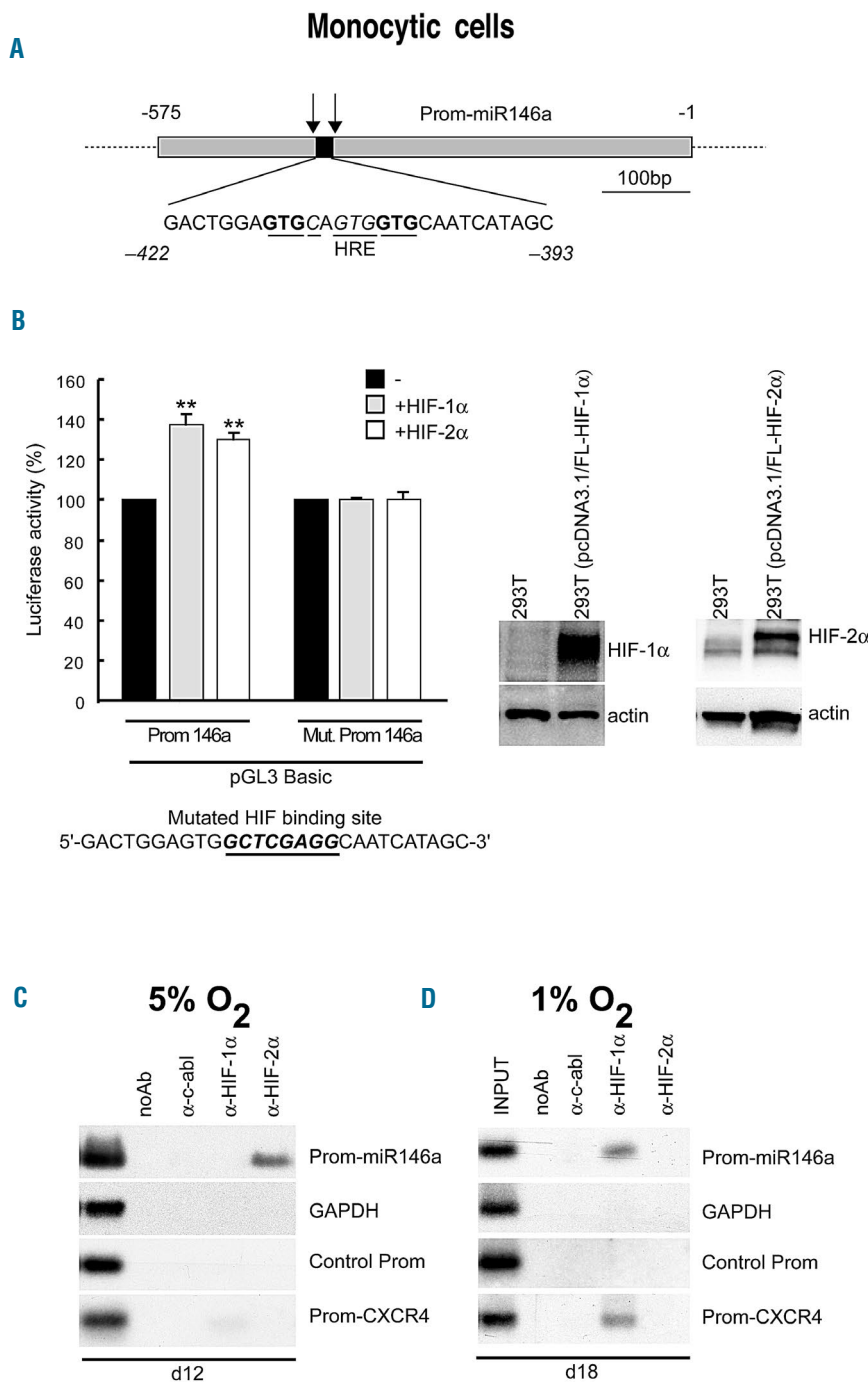 Monocytic cells
A
-575
Prom-miR146a
-1
100bp
GACTGGAGTGCAGTGGTGCAATCATAGC
–422
HRE
–393
B
160
140
120
100
80
60
40
20
0
Luciferase activity (%)
**
**
-
+HIF-1α
+HIF-2α
Prom 146a
Mut. Prom 146a
pGL3 Basic
Mutated HIF binding site
5'-GACTGGAGTGGCTCGAGGCAATCATAGC-3'
293T
293T (pcDNA3.1/FL-HIF-1α)
HIF-1α
actin
293T
293T (pcDNA3.1/FL-HIF-2α)
HIF-2α
actin
C
5% O2
noAb
α-c-abl
α-HIF-1α
α-HIF-2α
Prom-miR146a
GAPDH
Control Prom
Prom-CXCR4
d12
D
1% O2
INPUT
noAb
α-c-abl
α-HIF-1α
α-HIF-2α
Prom-miR146a
GAPDH
Control Prom
Prom-CXCR4
d18